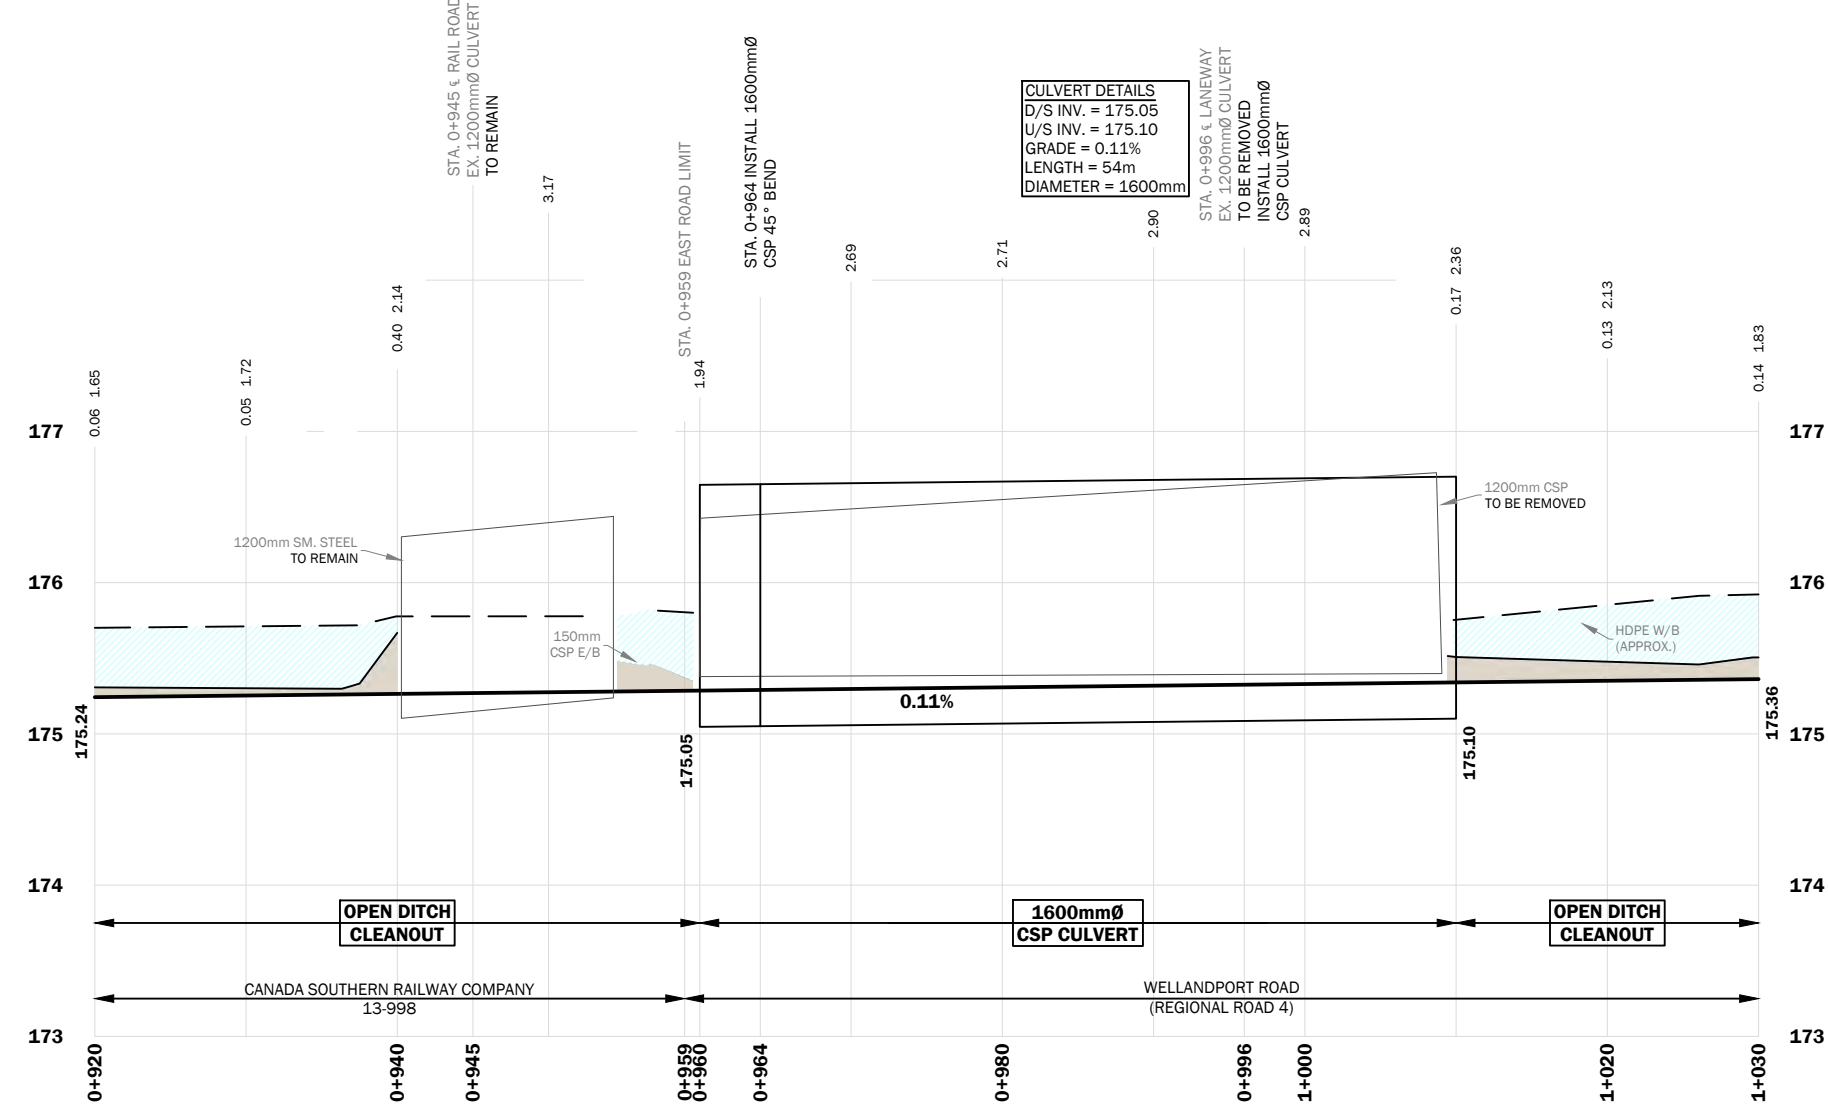 STA. 0+945 ℄ RAIL ROAD
EX. 1200mmØ CULVERT
TO REMAIN
3.17
STA. 0+959 EAST ROAD LIMIT
STA. 0+964 INSTALL 1600mmØ
CSP 45° BEND
CULVERT DETAILS
D/S INV. = 175.05
U/S INV. = 175.10
GRADE = 0.11%
LENGTH = 54m
DIAMETER = 1600mm
STA. 0+996 ℄ LANEWAY
EX. 1200mmØ CULVERT
TO BE REMOVED
INSTALL 1600mmØ
CSP CULVERT
0.06 1.65
0.05 1.72
0.40 2.14
1.94
2.69
2.71
2.90
2.89
0.17 2.36
0.13 2.13
0.14 1.83
177
177
1200mm CSP
TO BE REMOVED
1200mm SM. STEEL
TO REMAIN
176
176
150mm
CSP E/B
HDPE W/B
(APPROX.)
0.11%
175.24
175
175.05
175.10
175.36
175
174
174
OPEN DITCH
CLEANOUT
1600mmØ
CSP CULVERT
OPEN DITCH
CLEANOUT
CANADA SOUTHERN RAILWAY COMPANY
13-998
WELLANDPORT ROAD
(REGIONAL ROAD 4)
173
173
0+920
0+940
0+945
0+959
0+960
0+964
0+980
0+996
1+000
1+020
1+030